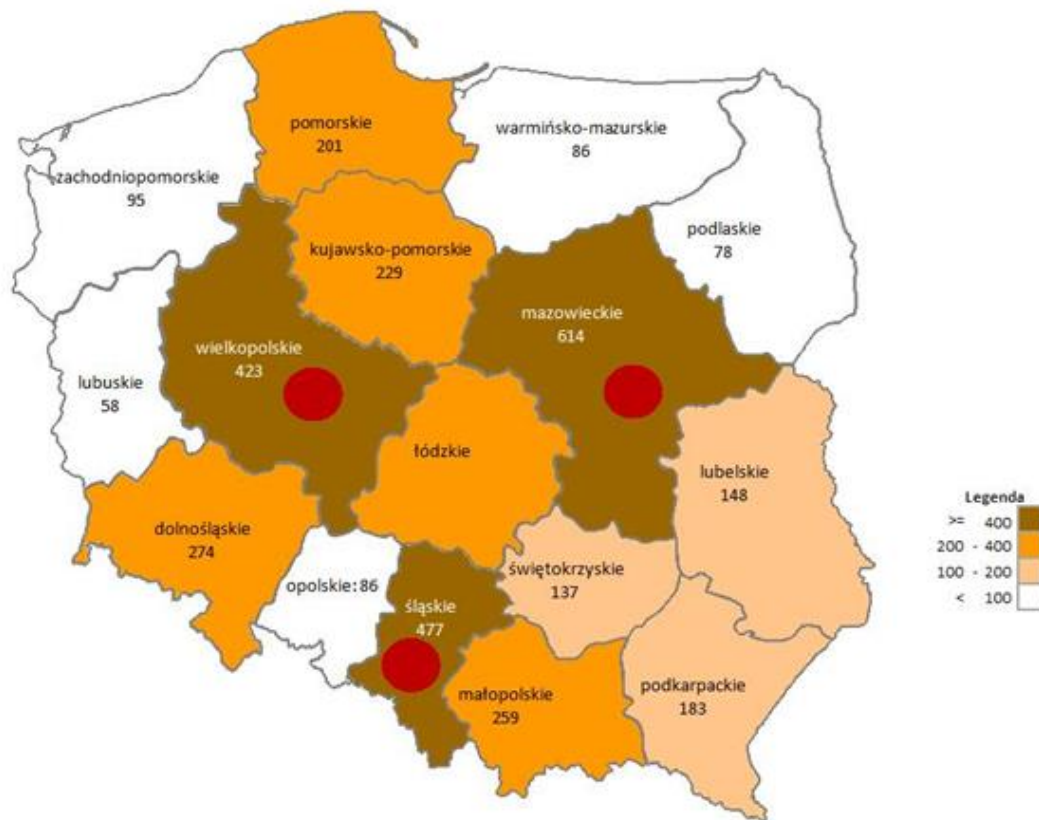 pomorskie
201
warmińsko-mazurskie
86
zachodniopomorskie
95
podlaskie
78
kujawsko-pomorskie
229
mazowieckie
614
wielkopolskie
423
lubuskie
58
łódzkie
lubelskie
148
dolnośląskie
274
świętokrzyskie
137
opolskie:86
śląskie
477
małopolskie
259
podkarpackie
183
Legenda
>= 400
200 - 400
100 - 200
< 100